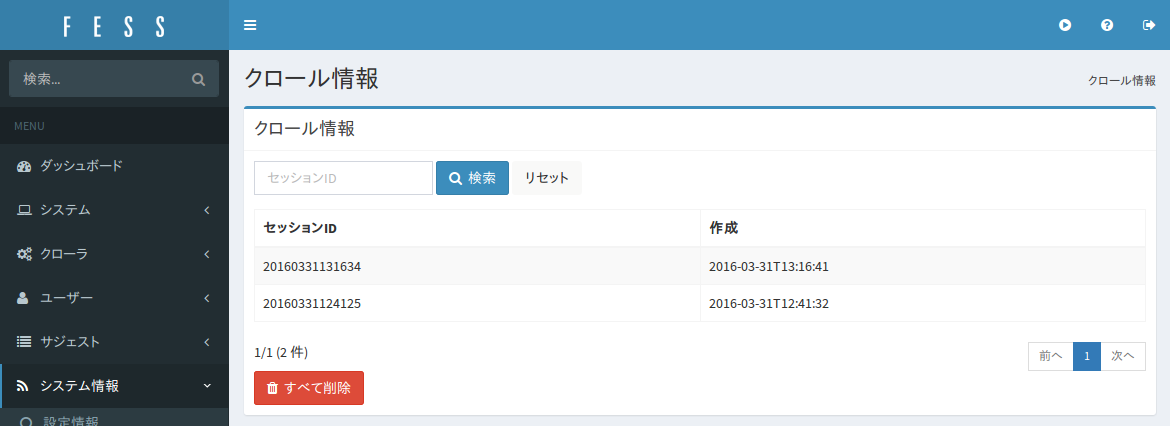 FESS
検索...
MENU
ダッシュボード
システム
クローラ
ユーザー
サジェスト
システム情報
設定情報
クロール情報
クロール情報
クロール情報
セッションID
検索
リセット
セッションID 作成
20160331131634 2016-03-31T13:16:41
20160331124125 2016-03-31T12:41:32
1/1 (2 件)
前へ 1 次へ
すべて削除